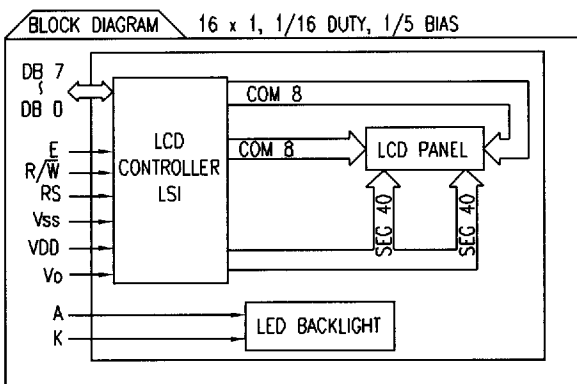 BLOCK DIAGRAM
16 x 1, 1/16 DUTY, 1/5 BIAS
DB 7
DB 0
E
R/W̅
RS
Vss
VDD
Vo
A
K
LCD
CONTROLLER
LSI
COM 8
COM 8
LCD PANEL
SEG 40
SEG 40
LED BACKLIGHT